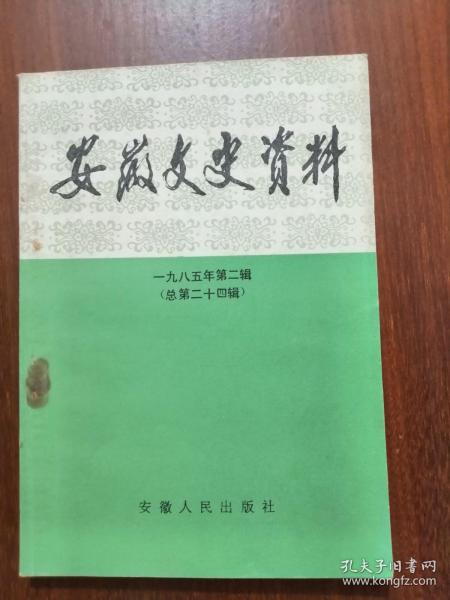 安徽文史资料
一九八五年第二辑
（总第二十四辑）
安徽人民出版社
孔夫子旧书网
www.kongfz.com